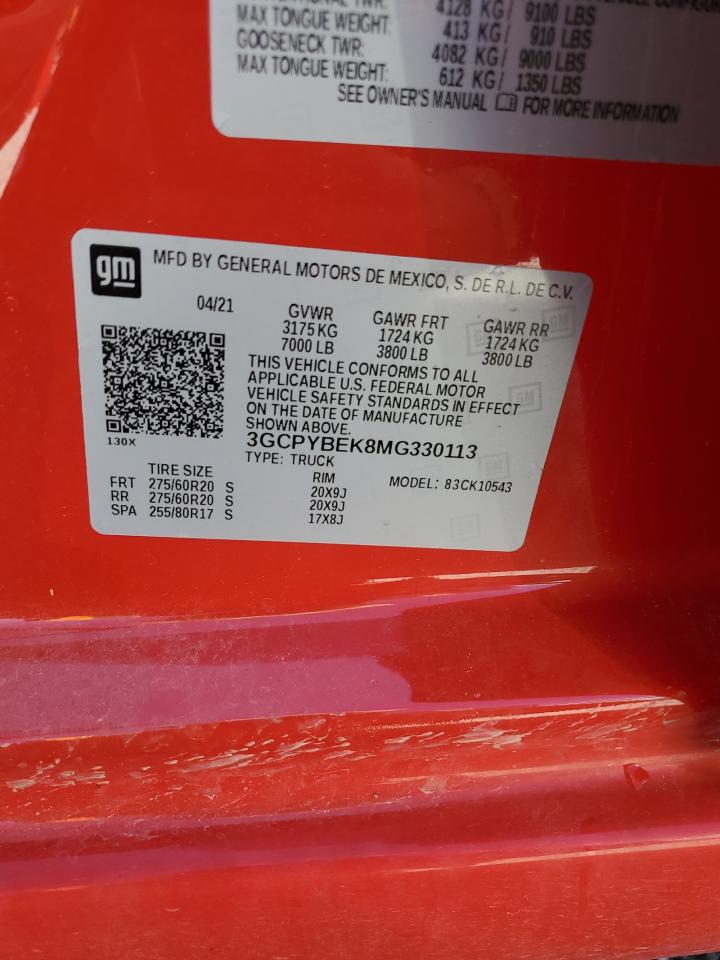 4128 KG / 9100 LBS
MAX TONGUE WEIGHT: 413 KG / 910 LBS
GOOSENECK TWR: 4082 KG / 9000 LBS
MAX TONGUE WEIGHT: 612 KG / 1350 LBS
SEE OWNER'S MANUAL FOR MORE INFORMATION
gm
MFD BY GENERAL MOTORS DE MEXICO, S. DE R.L. DE C.V.
04/21 GVWR GAWR FRT GAWR RR
3175 KG 1724 KG 1724 KG
7000 LB 3800 LB 3800 LB
THIS VEHICLE CONFORMS TO ALL
APPLICABLE U.S. FEDERAL MOTOR
VEHICLE SAFETY STANDARDS IN EFFECT
ON THE DATE OF MANUFACTURE
SHOWN ABOVE.
130X
3GCPYBEK8MG330113
TYPE: TRUCK
TIRE SIZE RIM MODEL: 83CK10543
FRT 275/60R20 S 20X9J
RR 275/60R20 S 20X9J
SPA 255/80R17 S 17X8J